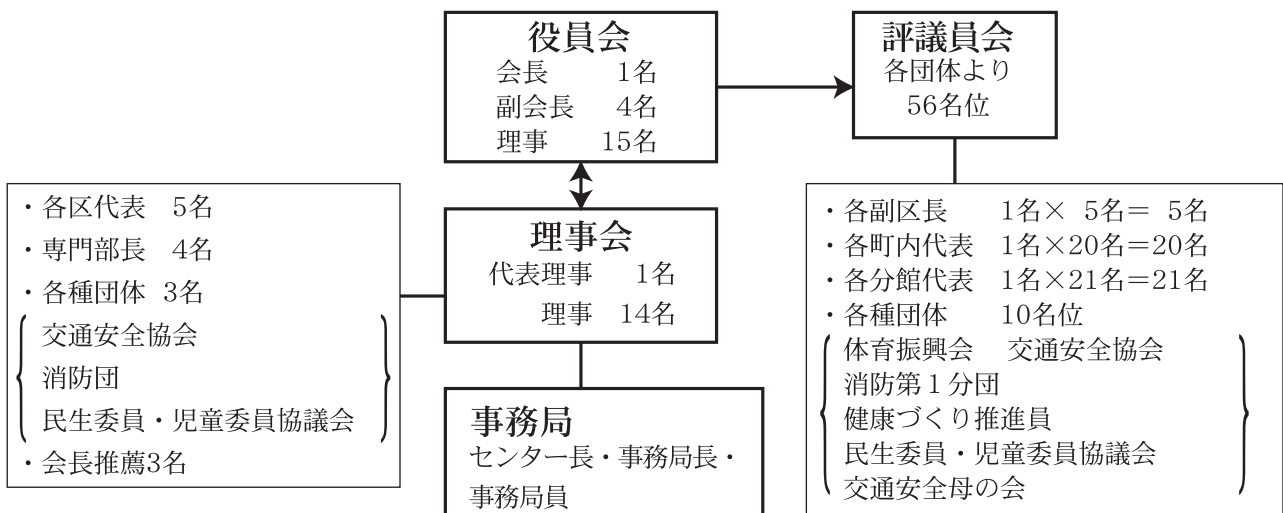 役員会
会長 1名
副会長 4名
理事 15名
評議員会
各団体より
56名位
・各区代表 5名
・専門部長 4名
・各種団体 3名
交通安全協会
消防団
民生委員・児童委員協議会
・会長推薦3名
理事会
代表理事 1名
理事 14名
事務局
センター長・事務局長・
事務局員
・各副区長 1名× 5名＝ 5名
・各町内代表 1名×20名＝20名
・各分館代表 1名×21名＝21名
・各種団体 10名位
体育振興会 交通安全協会
消防第１分団
健康づくり推進員
民生委員・児童委員協議会
交通安全母の会